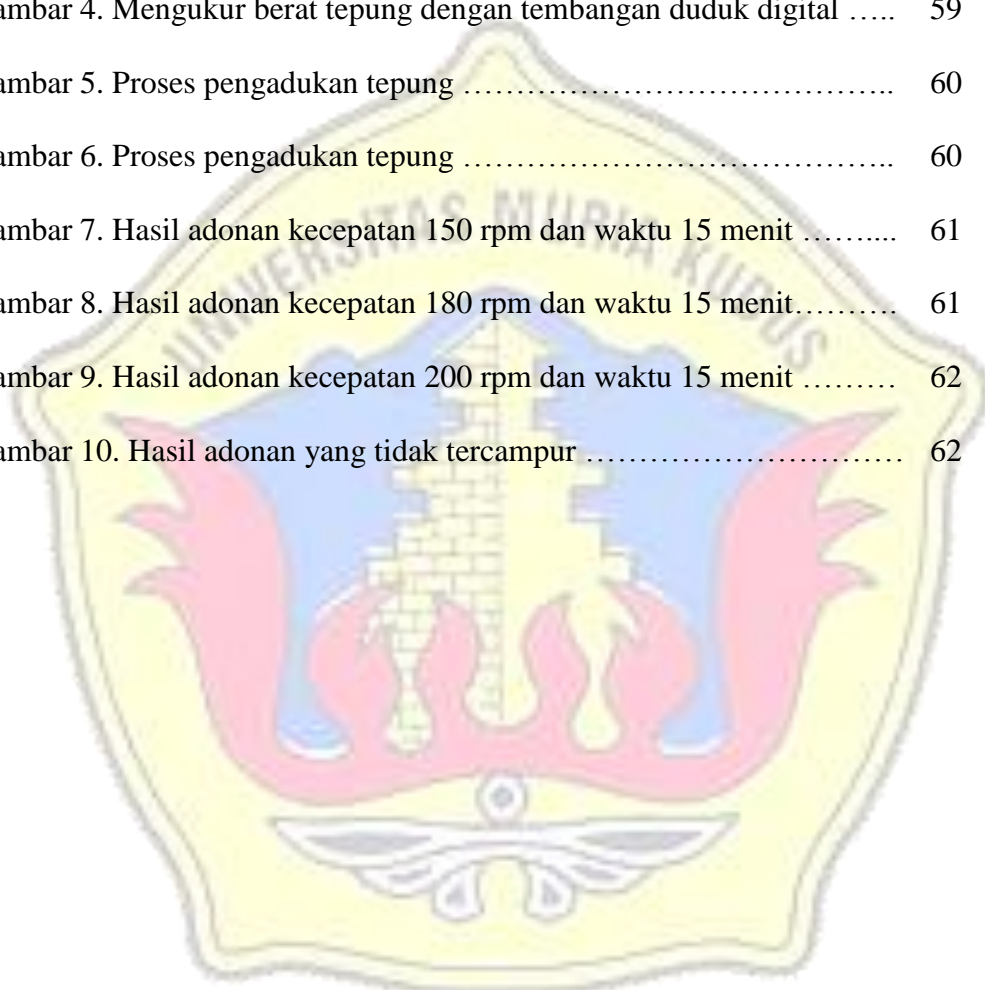 ambar 4. Mengukur berat tepung dengan tembangan duduk digital ….. 59
ambar 5. Proses pengadukan tepung ………………………………….. 60
ambar 6. Proses pengadukan tepung ………………………………….. 60
ambar 7. Hasil adonan kecepatan 150 rpm dan waktu 15 menit ……... 61
ambar 8. Hasil adonan kecepatan 180 rpm dan waktu 15 menit………. 61
ambar 9. Hasil adonan kecepatan 200 rpm dan waktu 15 menit ……… 62
ambar 10. Hasil adonan yang tidak tercampur ………………………… 62
UNIVERSITAS MURIA KUDUS